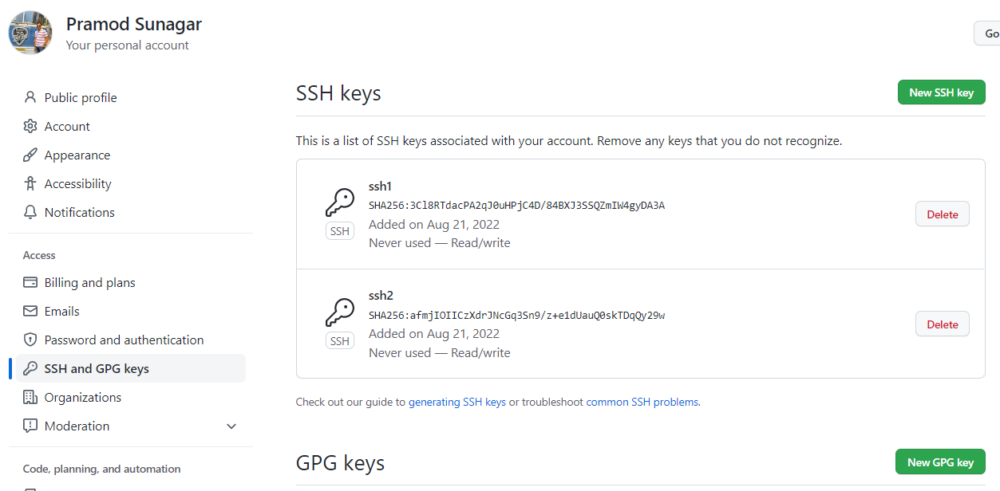 Pramod Sunagar
Your personal account
Go
Public profile
Account
Appearance
Accessibility
Notifications
Access
Billing and plans
Emails
Password and authentication
SSH and GPG keys
Organizations
Moderation
Code, planning, and automation
SSH keys
New SSH key
This is a list of SSH keys associated with your account. Remove any keys that you do not recognize.
ssh1
SHA256:3Cl8RTdacPA2qJ0uHPjC4D/84BXJ3SSQZmIW4gyDA3A
Added on Aug 21, 2022
Never used — Read/write
SSH
Delete
ssh2
SHA256:afmjIOIICzXdrJNcGq3Sn9/z+e1dUauQ0skTDqQy29w
Added on Aug 21, 2022
Never used — Read/write
SSH
Delete
Check out our guide to generating SSH keys or troubleshoot common SSH problems.
GPG keys
New GPG key